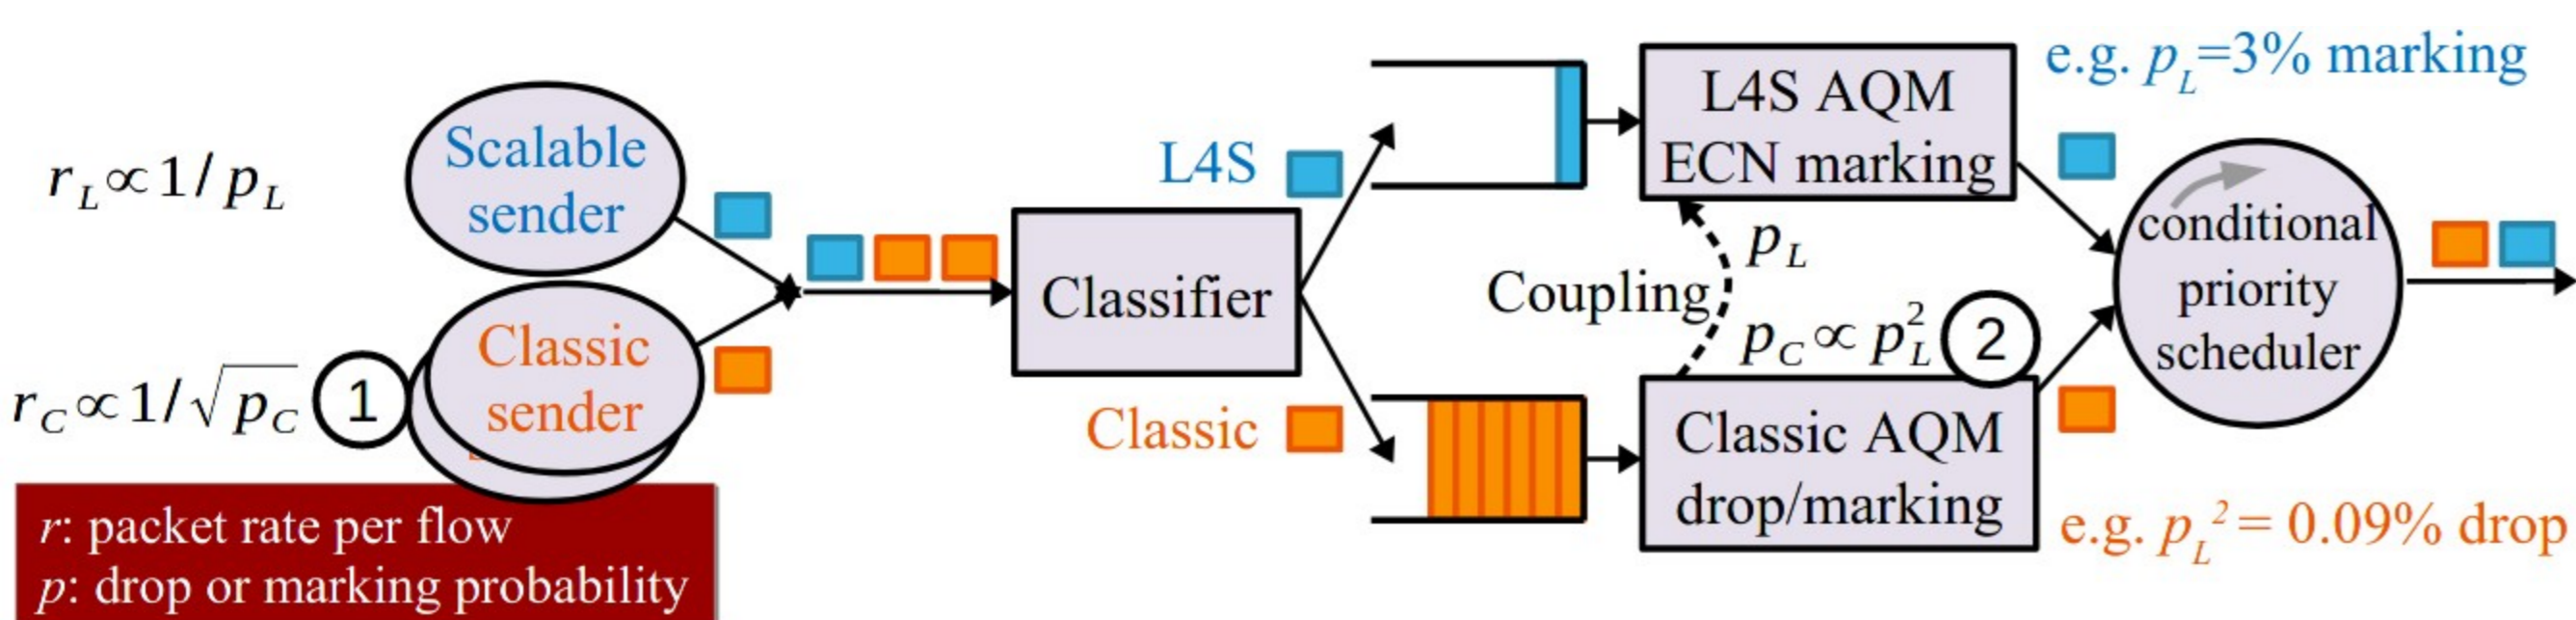 r_L ∝ 1 / p_L
Scalable
sender
r_C ∝ 1 / √p_C
1
Classic
sender
r: packet rate per flow
p: drop or marking probability
Classifier
L4S
Classic
L4S AQM
ECN marking
Coupling
p_L
p_C ∝ p_L^2
2
Classic AQM
drop/marking
e.g. p_L=3% marking
conditional
priority
scheduler
e.g. p_L^2 = 0.09% drop